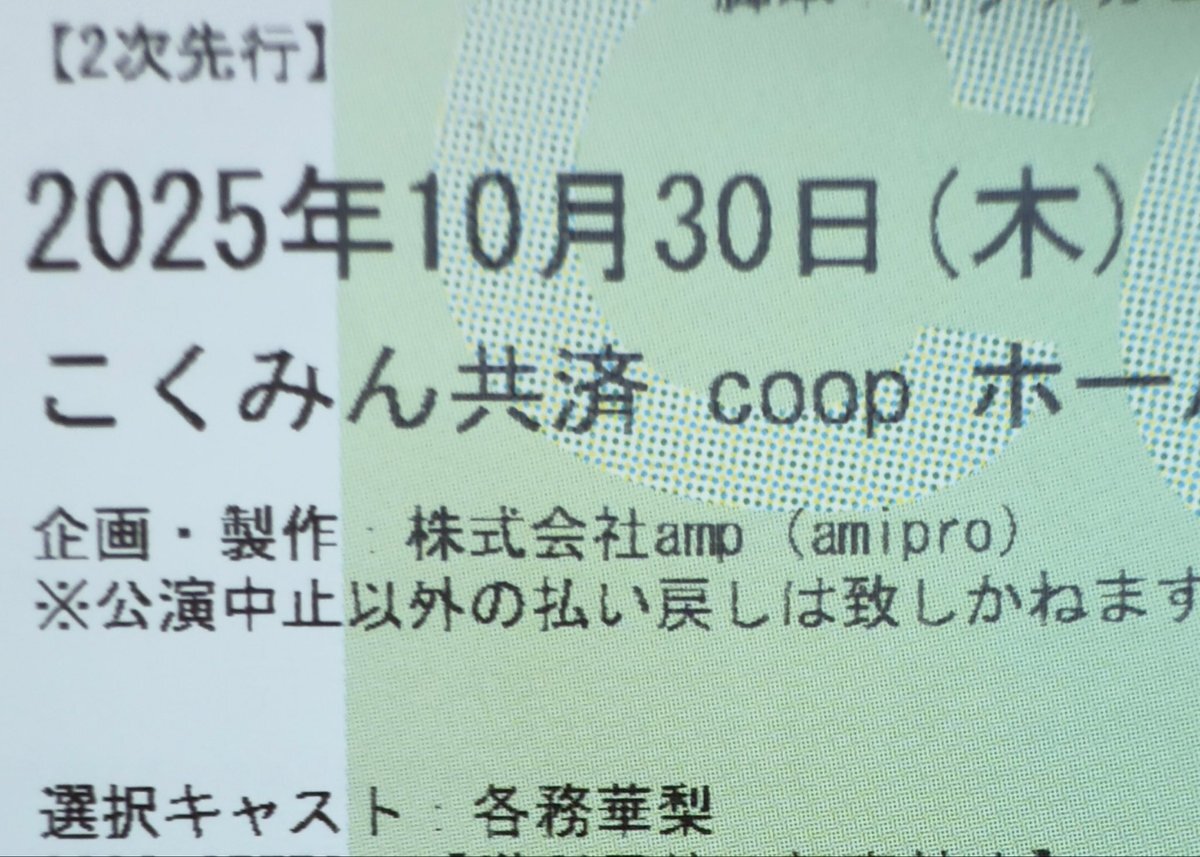 【2次先行】
2025年10月30日(木)
こくみん共済 coop ホー
企画・製作:株式会社amp (amipro)
※公演中止以外の払い戻しは致しかねます
選択キャスト:各務華梨